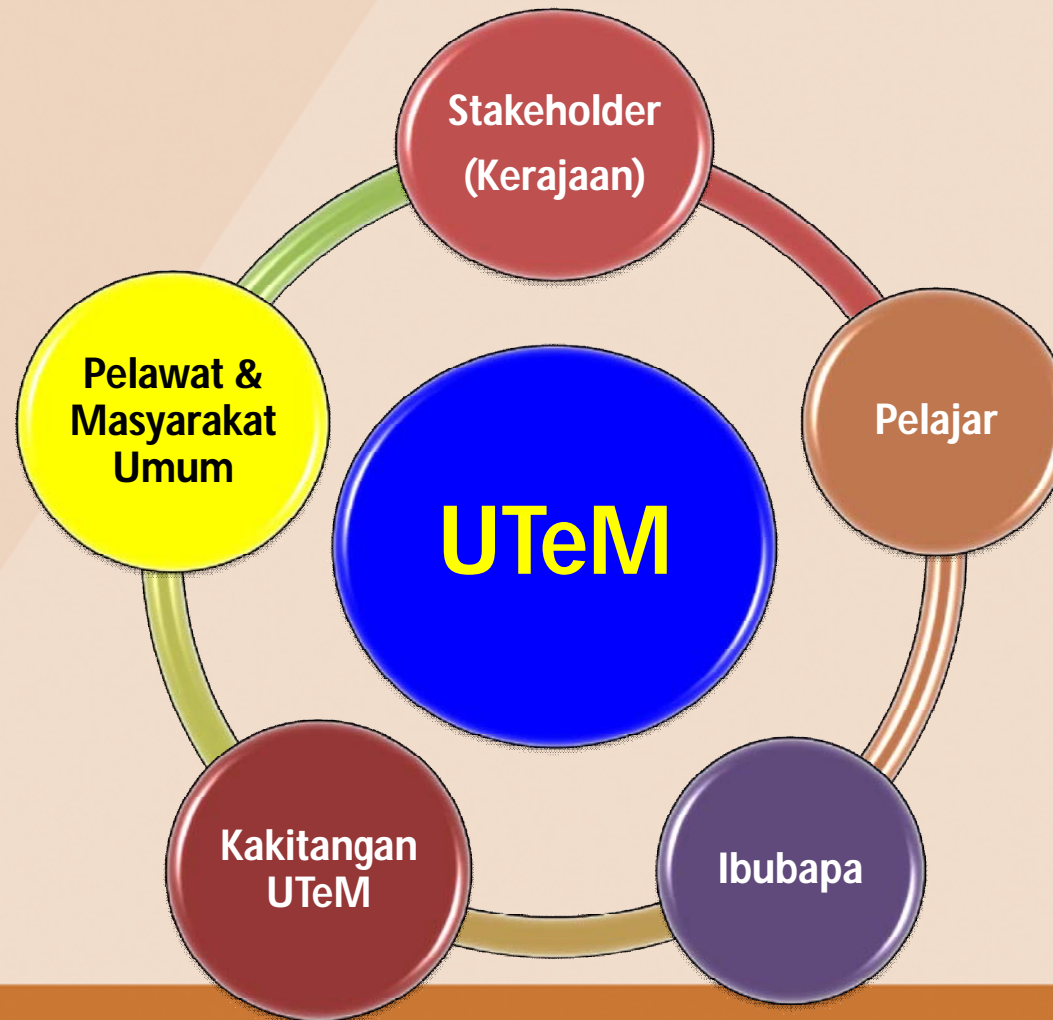 Stakeholder
(Kerajaan)
Pelajar
Ibubapa
Kakitangan
UTeM
Pelawat &
Masyarakat
Umum
UTeM